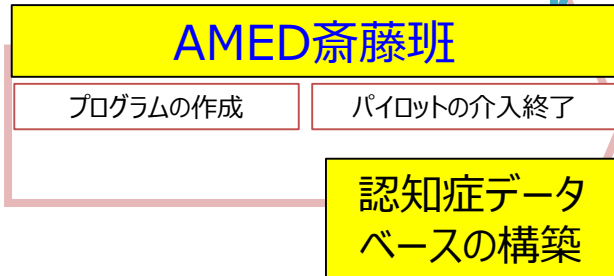 AMED斎藤班
プログラムの作成
パイロットの介入終了
認知症データ
ベースの構築